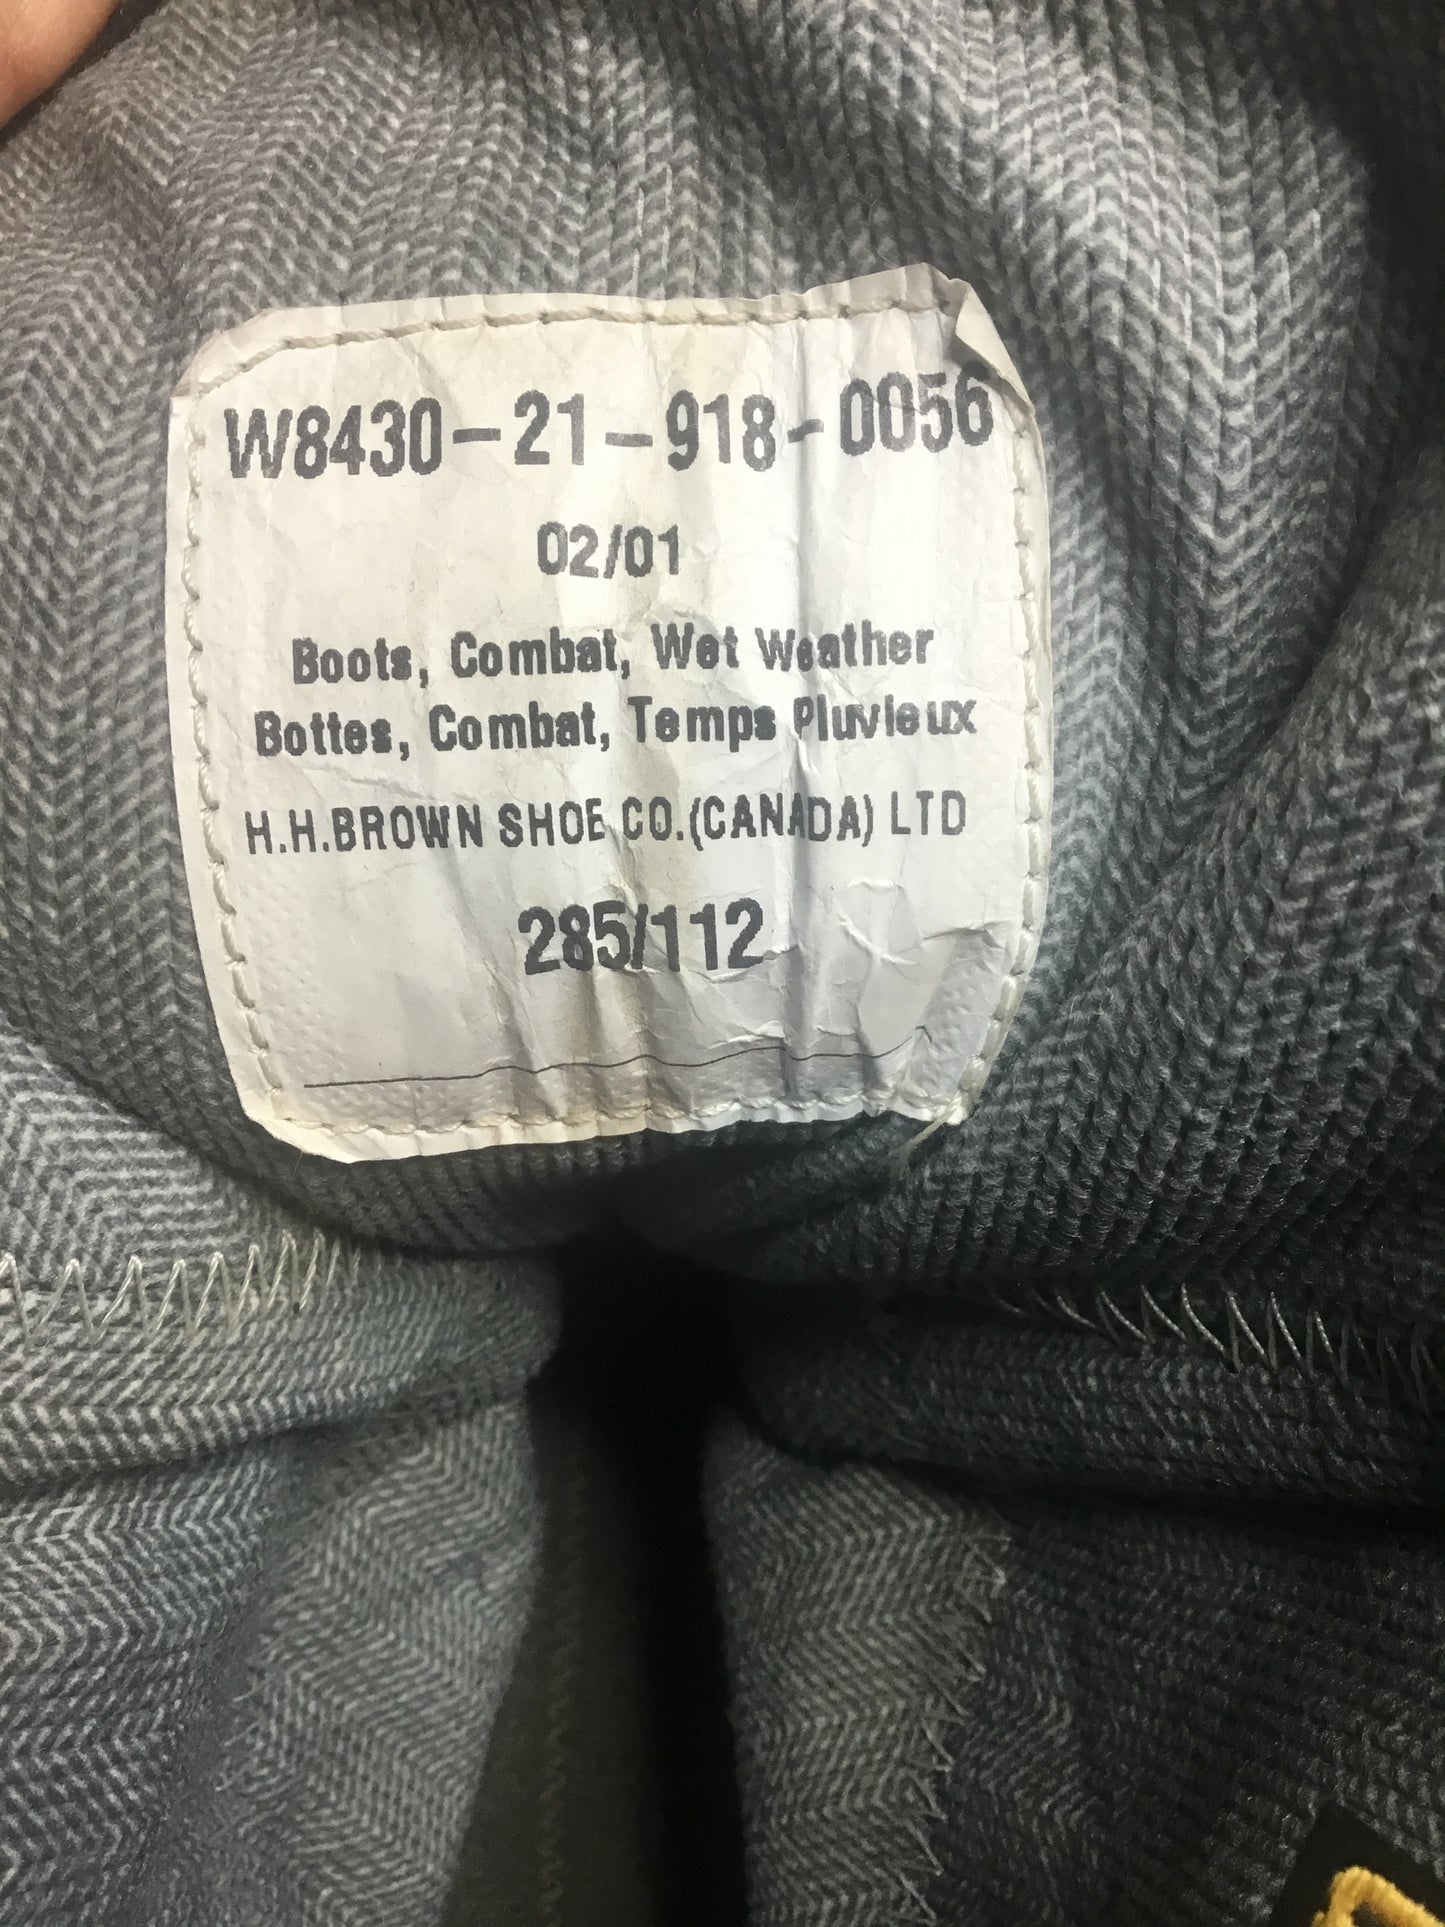 W8430-21-918-0056
02/01
Boots, Combat, Wet Weather
Bottes, Combat, Temps Pluvieux
H.H.BROWN SHOE CO.(CANADA) LTD
285/112